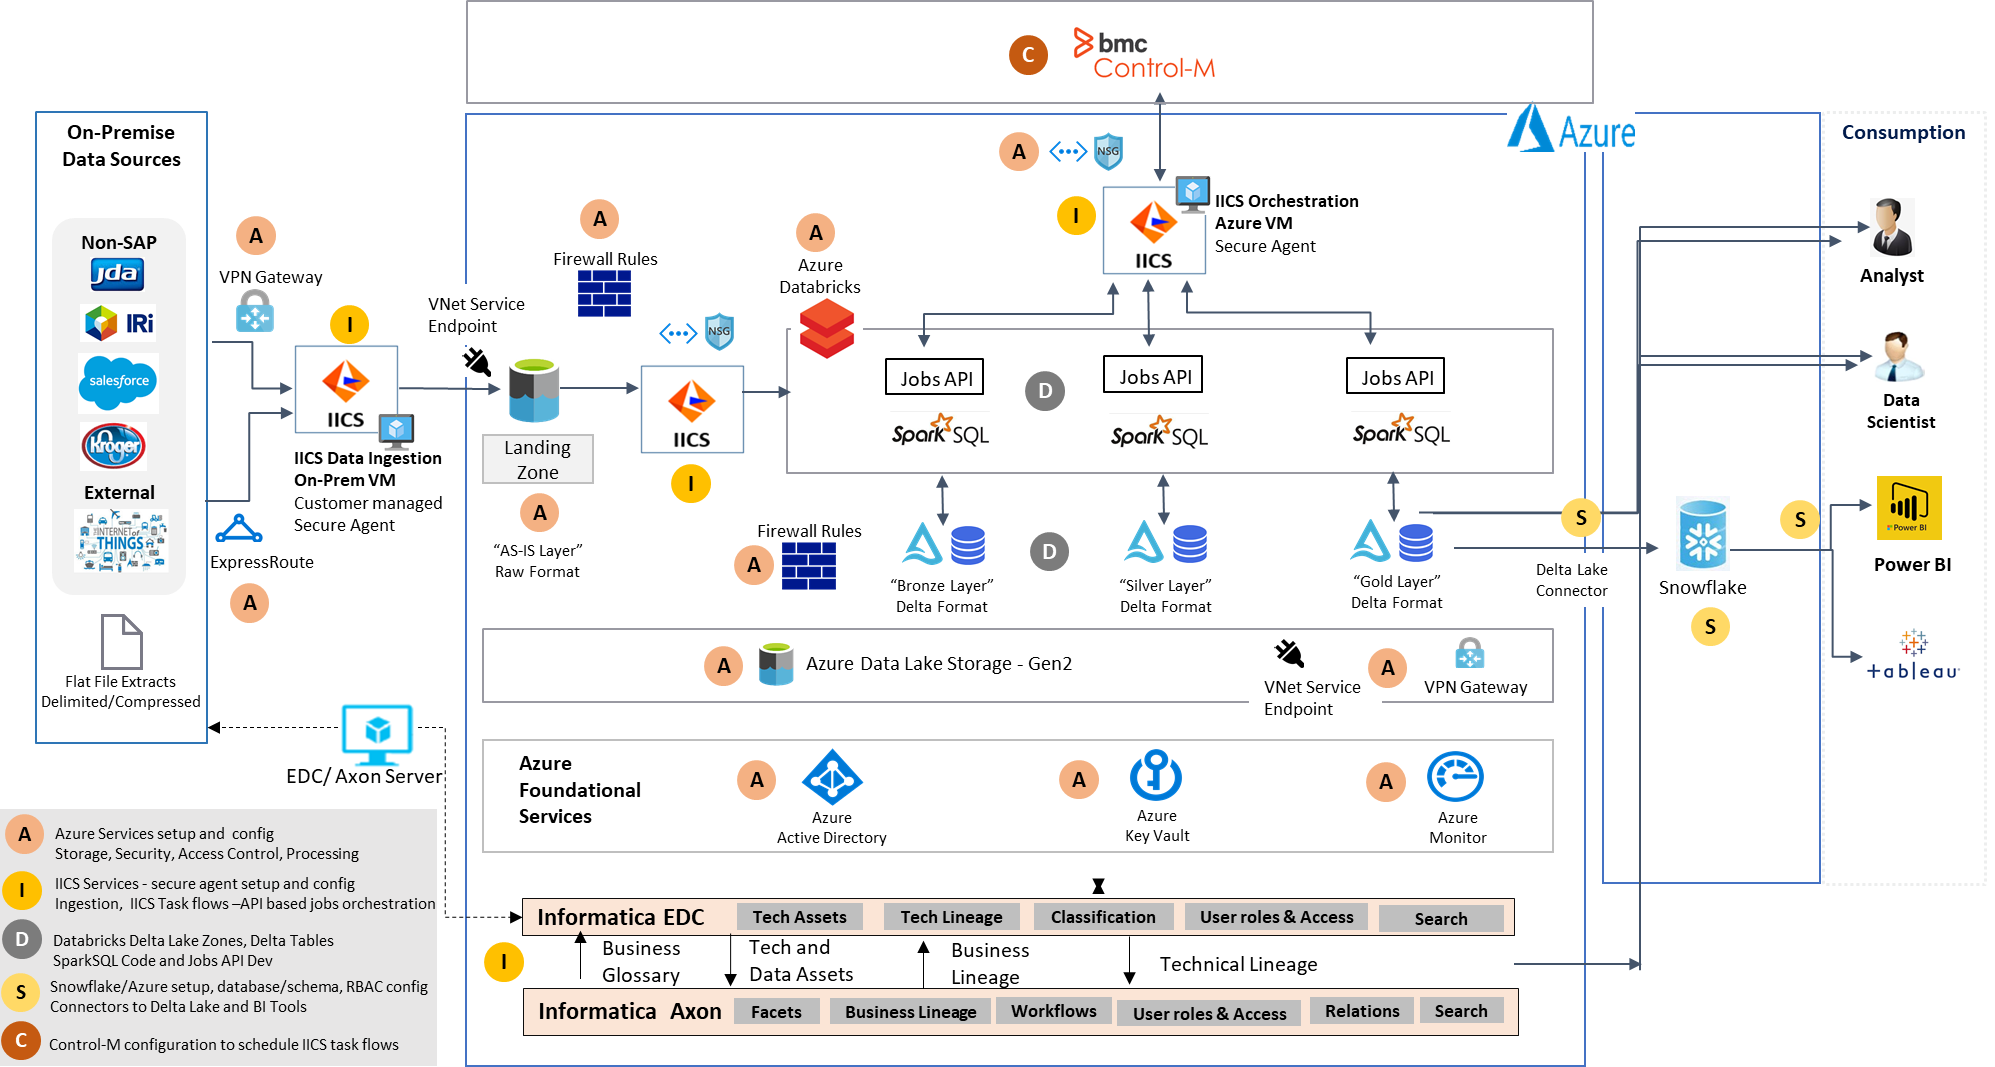 C
bmc
Control-M
On-Premise
Data Sources
Non-SAP
jda
IRi
salesforce
Kroger
External
THE INTERNET of
THINGS
Flat File Extracts
Delimited/Compressed
A
VPN Gateway
I
IICS
IICS Data Ingestion
On-Prem VM
Customer managed
Secure Agent
ExpressRoute
A
VNet Service
Endpoint
Landing
Zone
A
“AS-IS Layer”
Raw Format
A
Firewall Rules
NSG
IICS
I
A
Azure
Databricks
A
NSG
I
IICS
IICS Orchestration
Azure VM
Secure Agent
Azure
Jobs API
Spark SQL
D
Jobs API
Spark SQL
Jobs API
Spark SQL
Firewall Rules
A
“Bronze Layer”
Delta Format
D
“Silver Layer”
Delta Format
“Gold Layer”
Delta Format
S
Delta Lake
Connector
Snowflake
S
S
Consumption
Analyst
Data
Scientist
Power BI
Power BI
+ableau
A
Azure Data Lake Storage - Gen2
VNet Service
Endpoint
A
VPN Gateway
Azure
Foundational
Services
A
Azure
Active Directory
A
Azure
Key Vault
A
Azure
Monitor
EDC/ Axon Server
Informatica EDC
Tech Assets
Tech Lineage
Classification
User roles & Access
Search
I
Business
Glossary
Tech and
Data Assets
Business
Lineage
Technical Lineage
Informatica Axon
Facets
Business Lineage
Workflows
User roles & Access
Relations
Search
A
Azure Services setup and config
Storage, Security, Access Control, Processing
I
IICS Services - secure agent setup and config
Ingestion, IICS Task flows –API based jobs orchestration
D
Databricks Delta Lake Zones, Delta Tables
SparkSQL Code and Jobs API Dev
S
Snowflake/Azure setup, database/schema, RBAC config
Connectors to Delta Lake and BI Tools
C
Control-M configuration to schedule IICS task flows